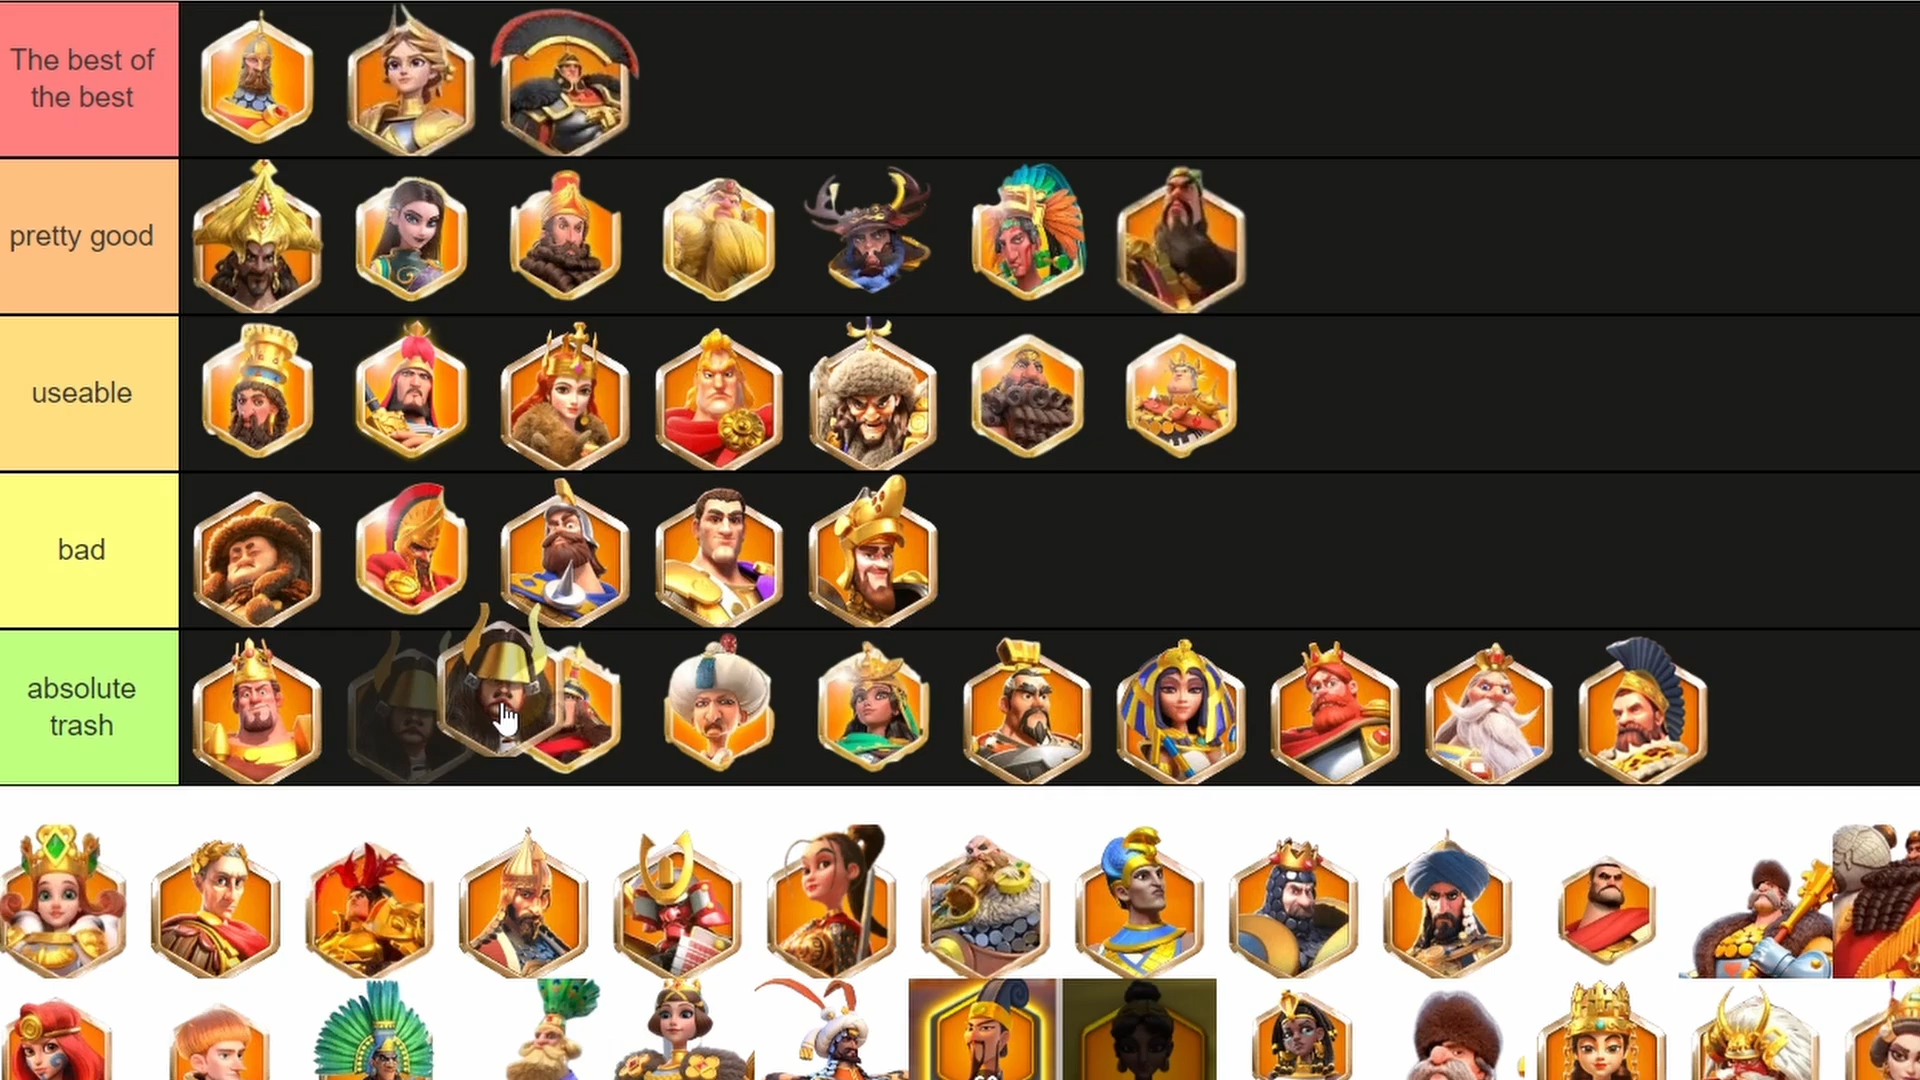 The best of
the best
pretty good
useable
bad
absolute
trash